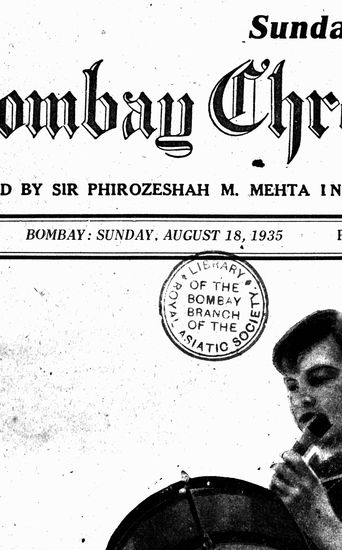 Sunda
ombay Chr
D BY SIR PHIROZESHAH M. MEHTA IN
BOMBAY: SUNDAY, AUGUST 18, 1935
LIBRARY
OF THE
BOMBAY
BRANCH
OF THE
ROYAL ASIATIC SOCIETY